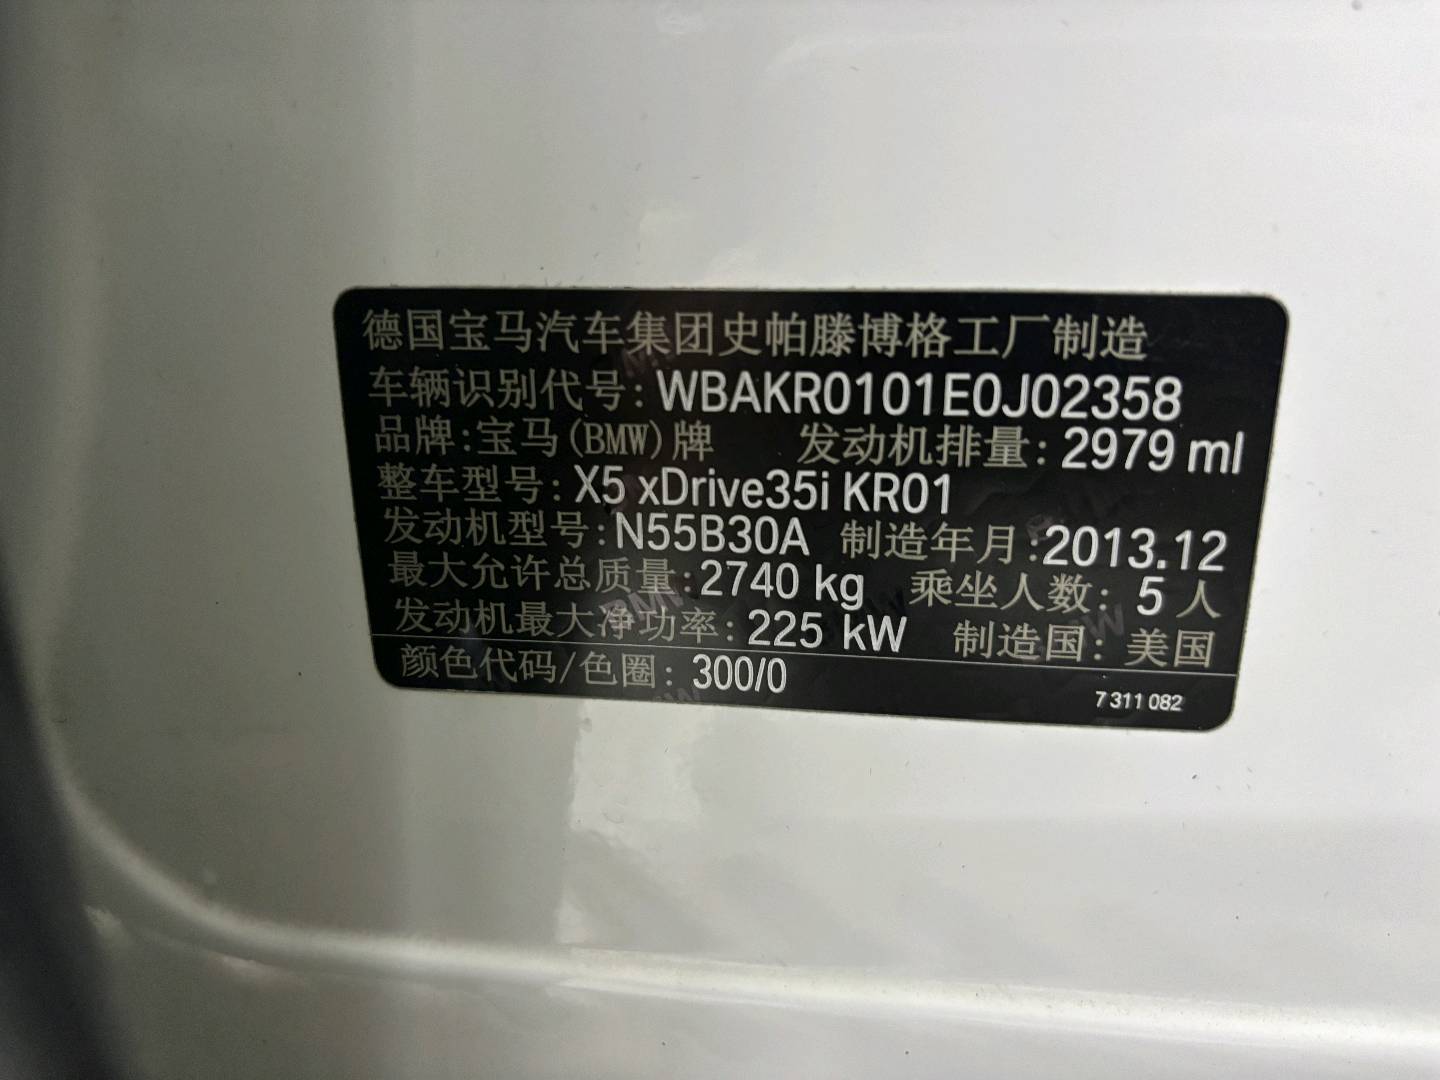 德国宝马汽车集团史帕滕博格工厂制造
车辆识别代号: WBAKR0101E0J02358
品牌:宝马(BMW)牌 发动机排量: 2979 ml
整车型号: X5 xDrive35i KR01
发动机型号: N55B30A 制造年月:2013.12
最大允许总质量: 2740 kg 乘坐人数: 5 人
发动机最大净功率: 225 kW 制造国: 美国
颜色代码/色圈: 300/0
7 311 082